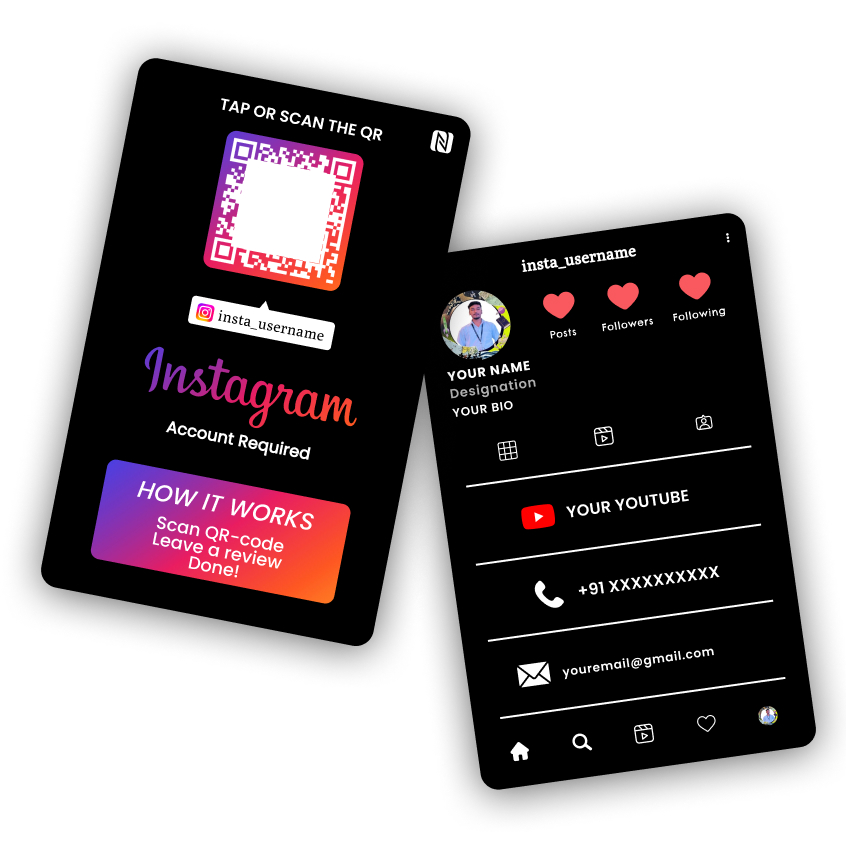 TAP OR SCAN THE QR
insta_username
Instagram
Account Required
HOW IT WORKS
Scan QR-code
Leave a review
Done!
insta_username
Posts
Followers
Following
YOUR NAME
Designation
YOUR BIO
YOUR YOUTUBE
+91 XXXXXXXXXX
youremail@gmail.com